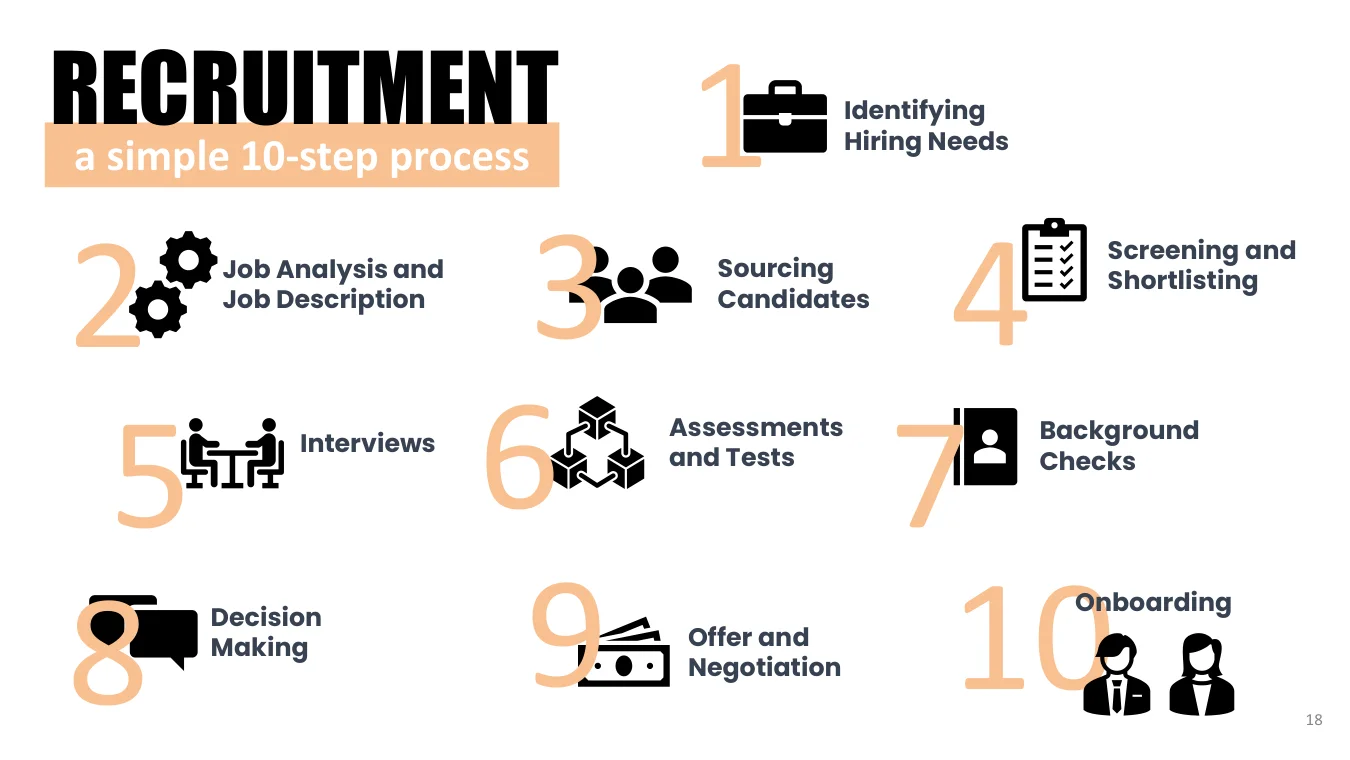 RECRUITMENT
a simple 10-step process
1
Identifying
Hiring Needs
2
Job Analysis and
Job Description
3
Sourcing
Candidates
4
Screening and
Shortlisting
5
Interviews
6
Assessments
and Tests
7
Background
Checks
8
Decision
Making
9
Offer and
Negotiation
10
Onboarding
18